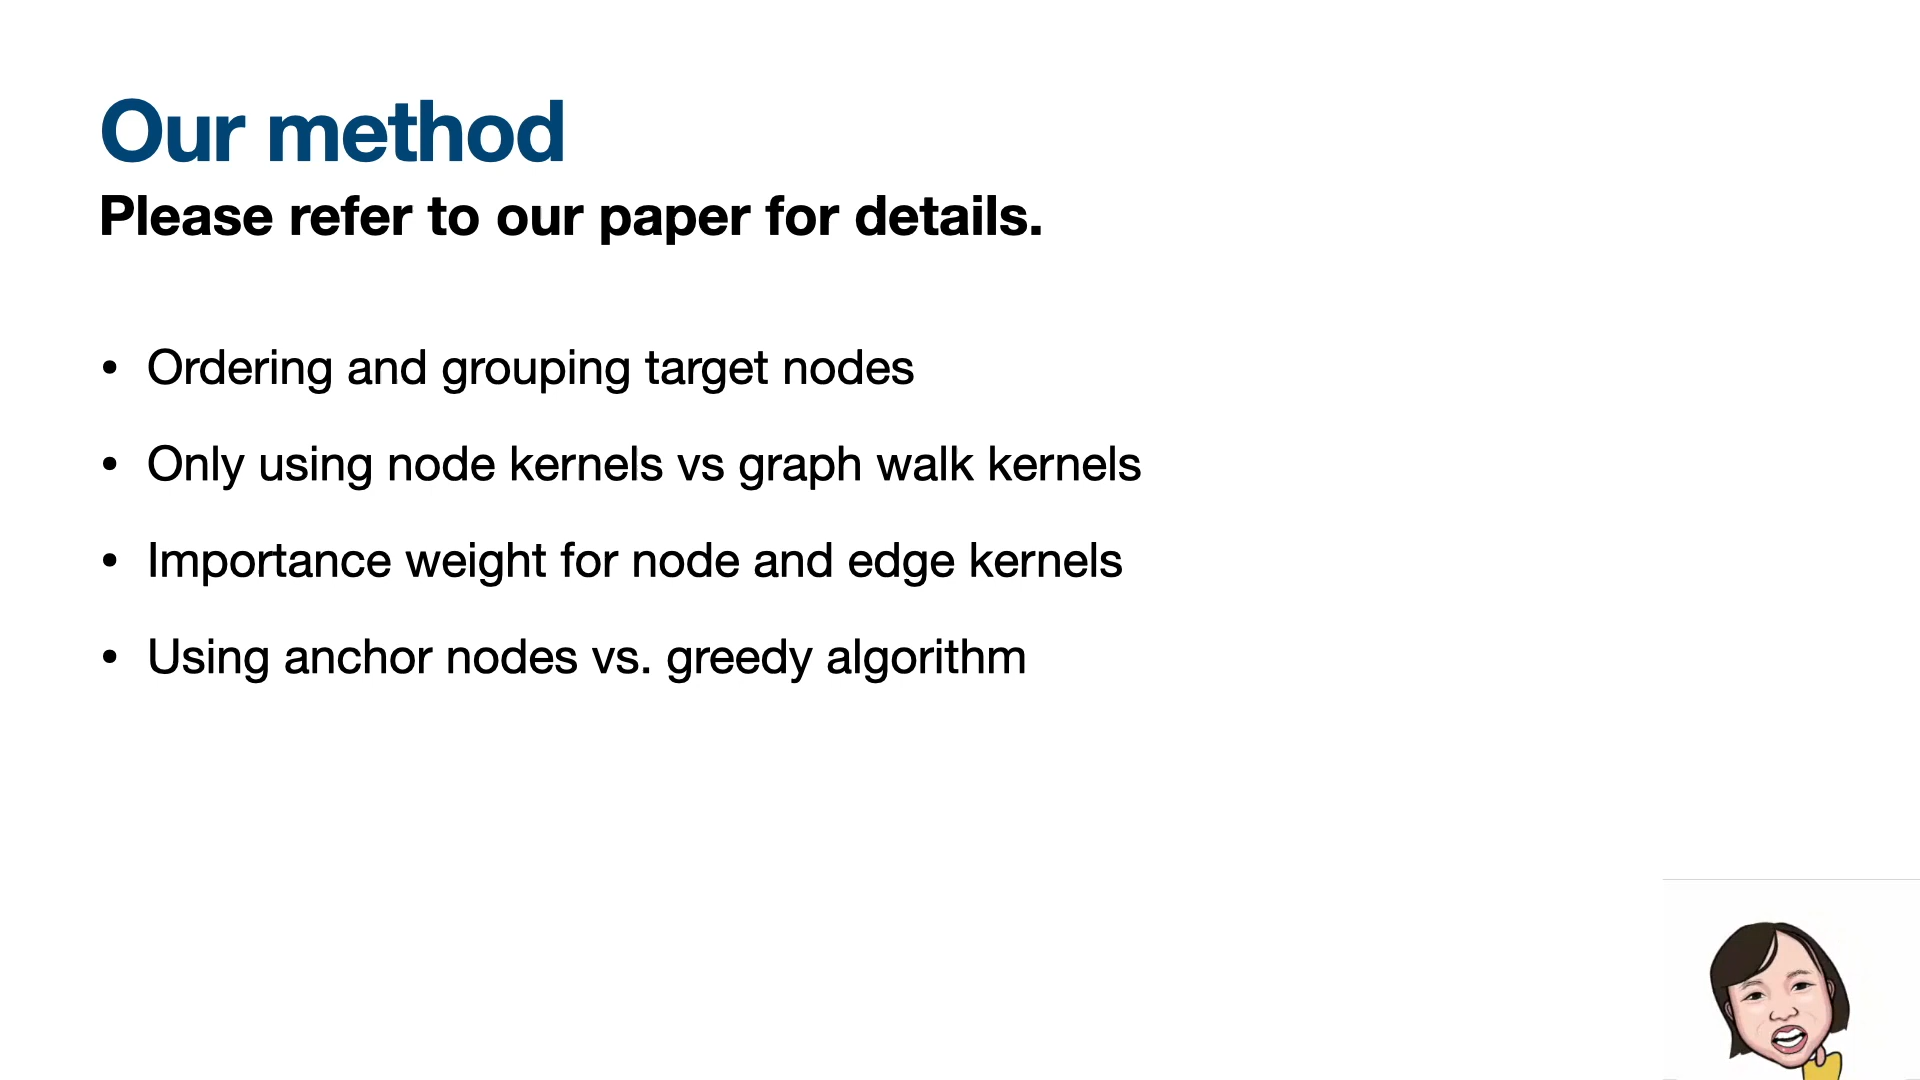 Our method
Please refer to our paper for details.
• Ordering and grouping target nodes
• Only using node kernels vs graph walk kernels
• Importance weight for node and edge kernels
• Using anchor nodes vs. greedy algorithm